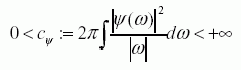 0 < c_ψ := 2π ∫ |ψ(ω)|² / |ω| dω < +∞